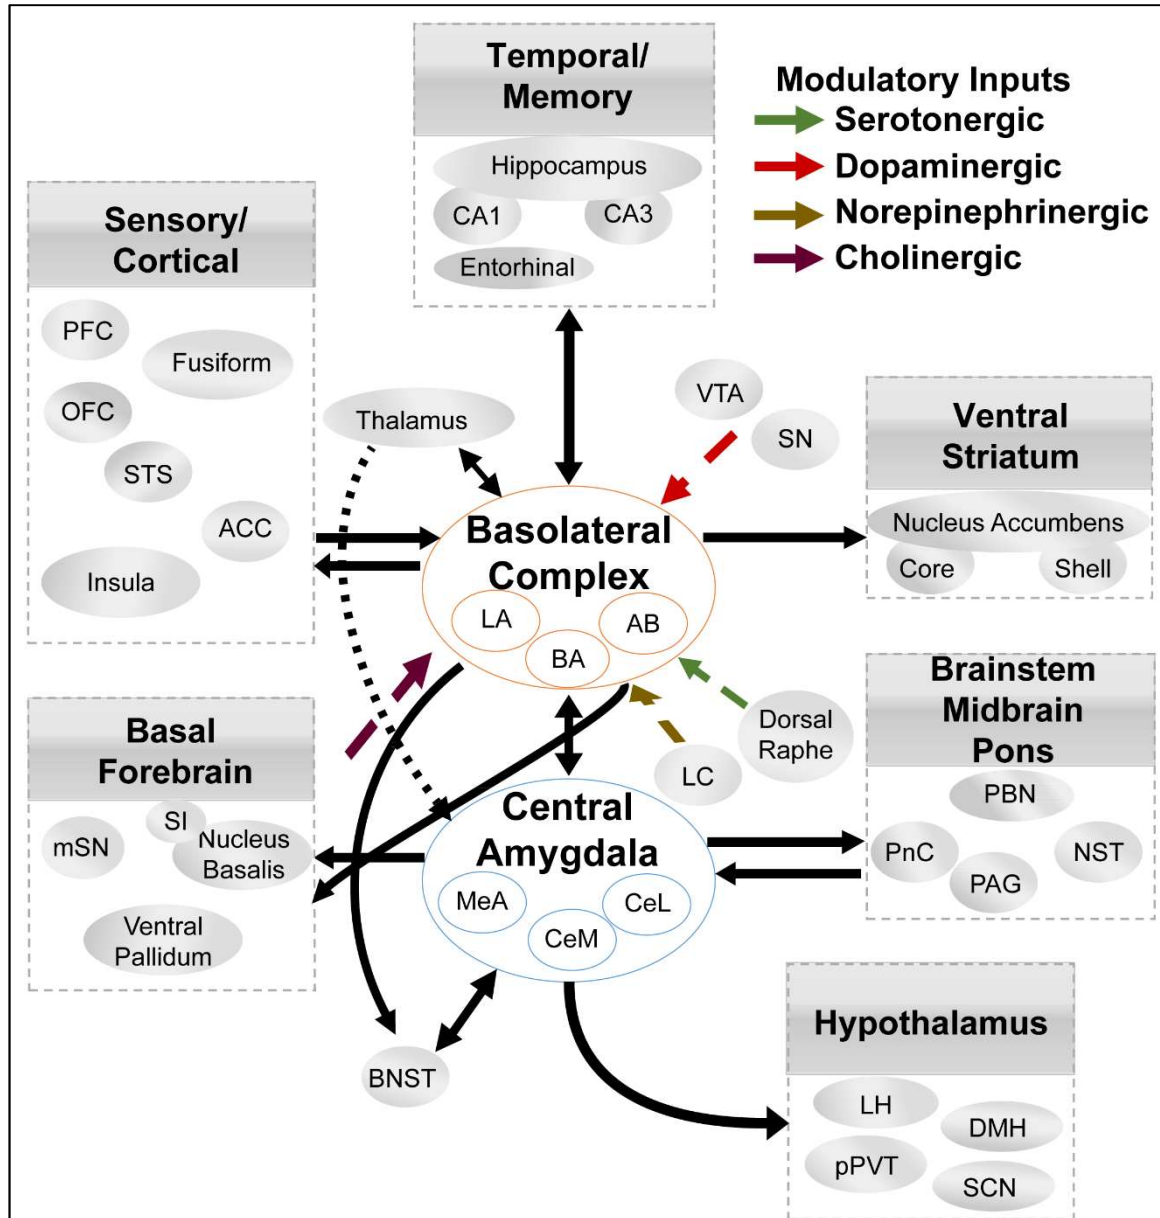 Temporal/
Memory
Hippocampus
CA1
CA3
Entorhinal
Modulatory Inputs
Serotonergic
Dopaminergic
Norepinephrinergic
Cholinergic
Sensory/
Cortical
PFC
Fusiform
OFC
STS
ACC
Insula
Thalamus
VTA
SN
Ventral
Striatum
Nucleus Accumbens
Core
Shell
Basolateral
Complex
LA
AB
BA
Brainstem
Midbrain
Pons
PBN
PnC
NST
PAG
Dorsal
Raphe
LC
Basal
Forebrain
SI
mSN
Nucleus
Basalis
Ventral
Pallidum
Central
Amygdala
MeA
CeL
CeM
BNST
Hypothalamus
LH
DMH
pPVT
SCN